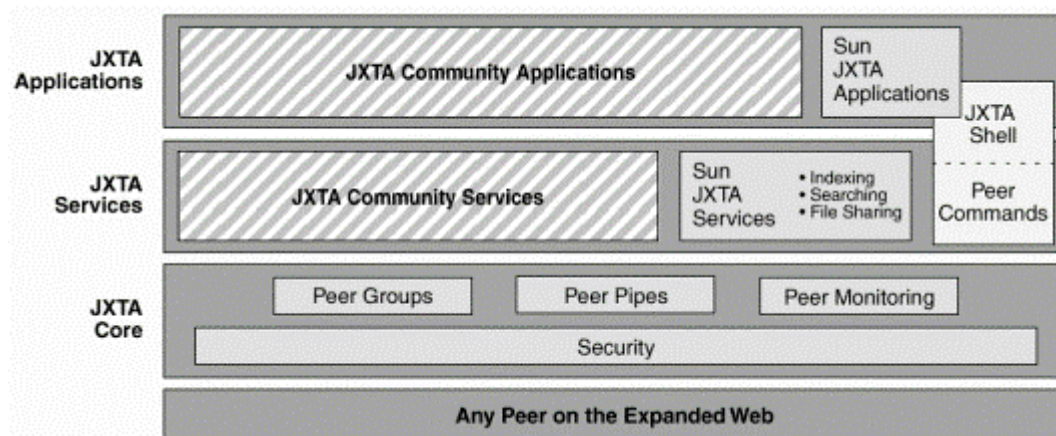 JXTA
Applications
JXTA Community Applications
Sun
JXTA
Applications
JXTA
Shell
JXTA
Services
JXTA Community Services
Sun
JXTA
Services
• Indexing
• Searching
• File Sharing
Peer
Commands
JXTA
Core
Peer Groups
Peer Pipes
Peer Monitoring
Security
Any Peer on the Expanded Web